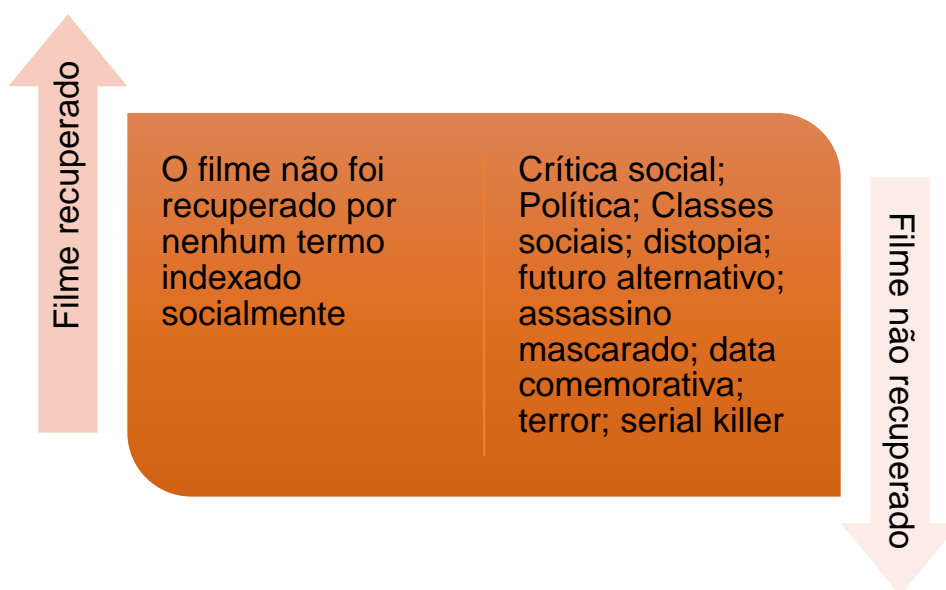 Filme recuperado
O filme não foi
recuperado por
nenhum termo
indexado
socialmente
Crítica social;
Política; Classes
sociais; distopia;
futuro alternativo;
assassino
mascarado; data
comemorativa;
terror; serial killer
Filme não recuperado